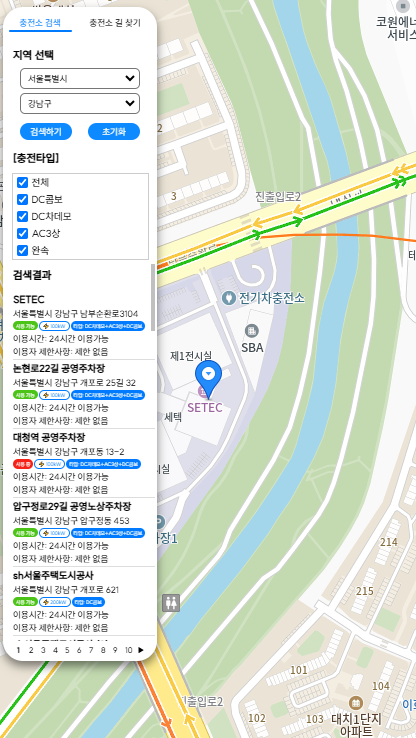 충전소 검색
충전소 길 찾기
지역 선택
서울특별시
강남구
검색하기
초기화
[충전타입]
전체
DC콤보
DC차데모
AC3상
완속
검색결과
SETEC
서울특별시 강남구 남부순환로3104
사용 가능 100kW 타입: DC차데모+AC3상+DC콤보
이용시간: 24시간 이용가능
이용자 제한사항: 제한 없음
논현로22길 공영주차장
서울특별시 강남구 개포로 25길 32
사용 가능 100kW 타입: DC차데모+AC3상+DC콤보
이용시간: 24시간 이용가능
이용자 제한사항: 제한 없음
대청역 공영주차장
서울특별시 강남구 개포동 13-2
사용 중 100kW 타입: DC차데모+AC3상+DC콤보
이용시간: 24시간 이용가능
이용자 제한사항: 제한 없음
압구정로29길 공영노상주차장
서울특별시 강남구 압구정동 453
사용 가능 100kW 타입: DC차데모+AC3상+DC콤보
이용시간: 24시간 이용가능
이용자 제한사항: 제한 없음
sh서울주택도시공사
서울특별시 강남구 개포로 621
사용 가능 200kW 타입: DC콤보
이용시간: 24시간 이용가능
이용자 제한사항: 제한 없음
1 2 3 4 5 6 7 8 9 10 ▶
코원에너
서비스
2
3
진출입로2
전기차충전소
SBA
제1전시실
SETEC
세텍
실
장1
214
215
101
104
102
103
대치1단지
아파트
진출입로2